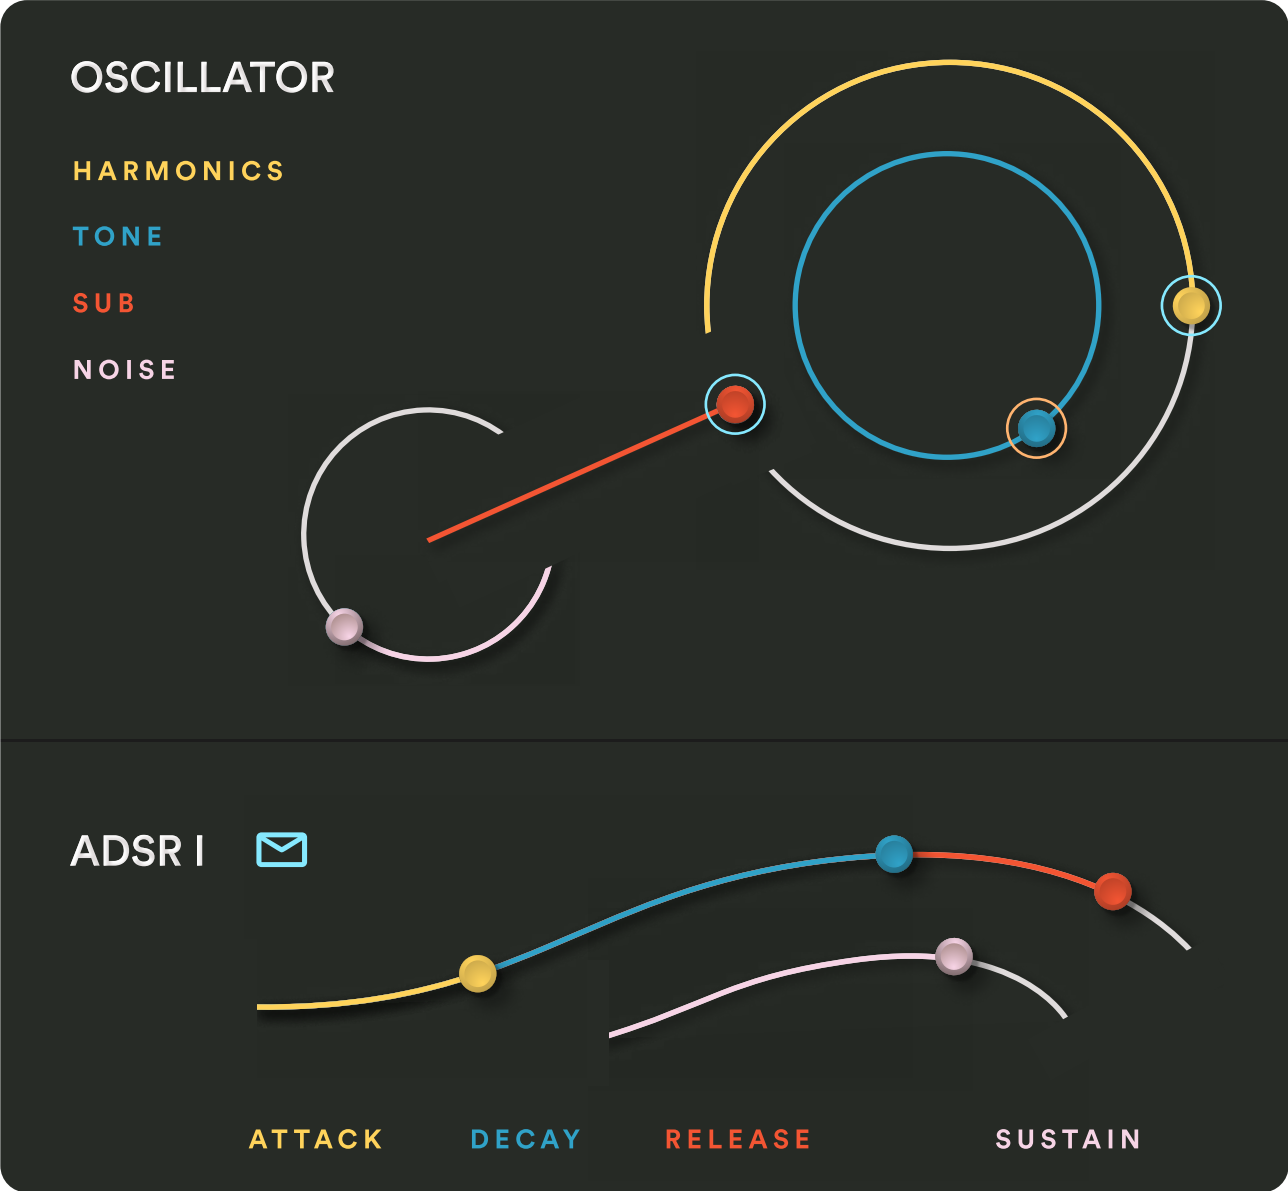 OSCILLATOR
HARMONICS
TONE
SUB
NOISE
ADSR I
ATTACK DECAY RELEASE SUSTAIN